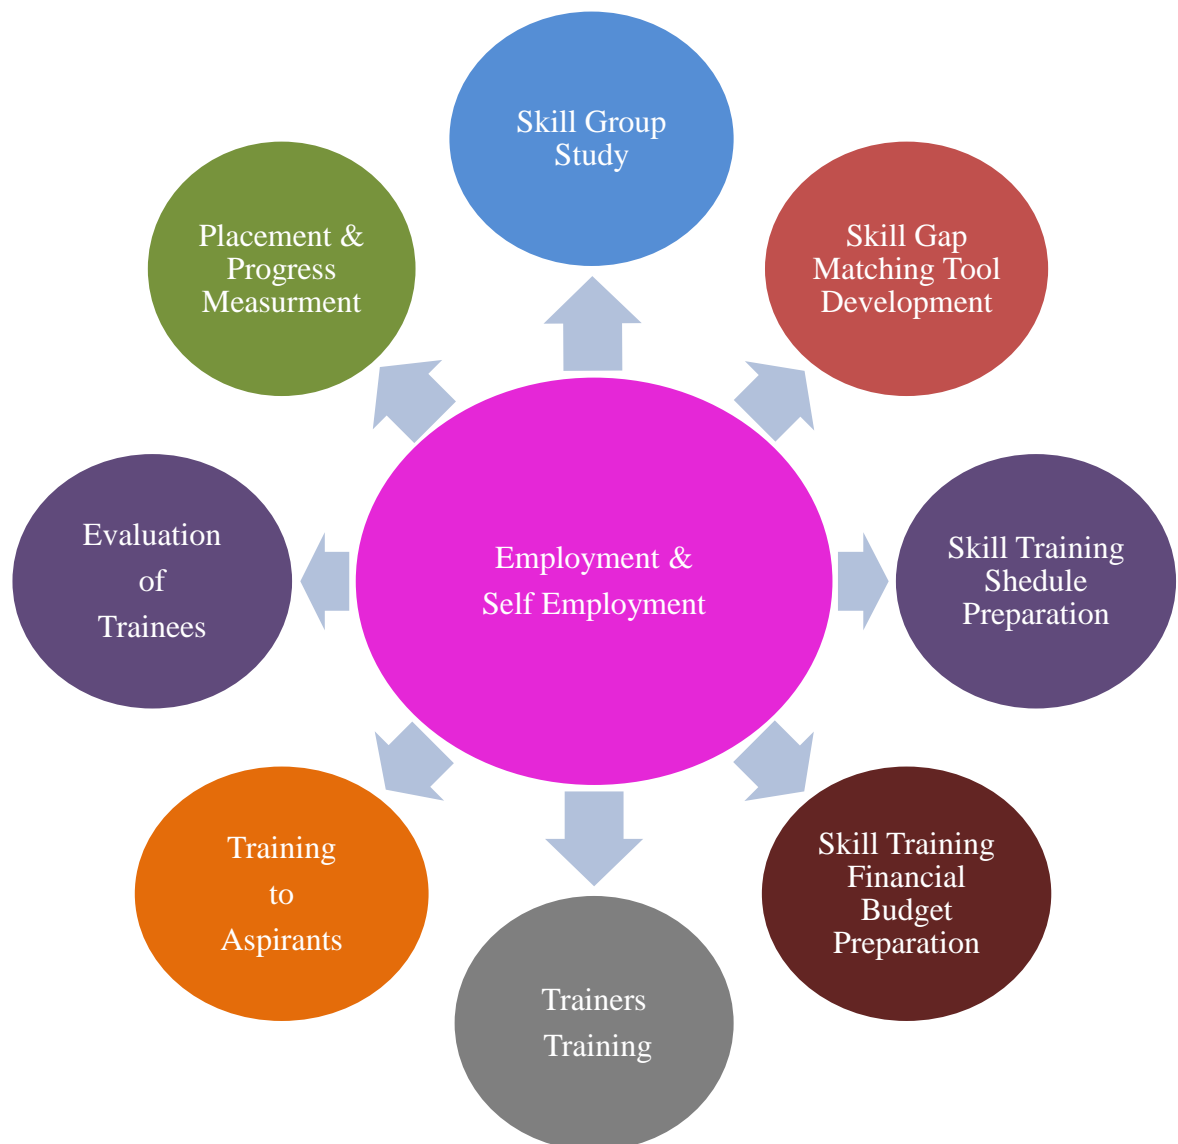 Skill Group
Study
Skill Gap
Matching Tool
Development
Skill Training
Shedule
Preparation
Skill Training
Financial
Budget
Preparation
Trainers
Training
Training
to
Aspirants
Evaluation
of
Trainees
Placement &
Progress
Measurment
Employment &
Self Employment